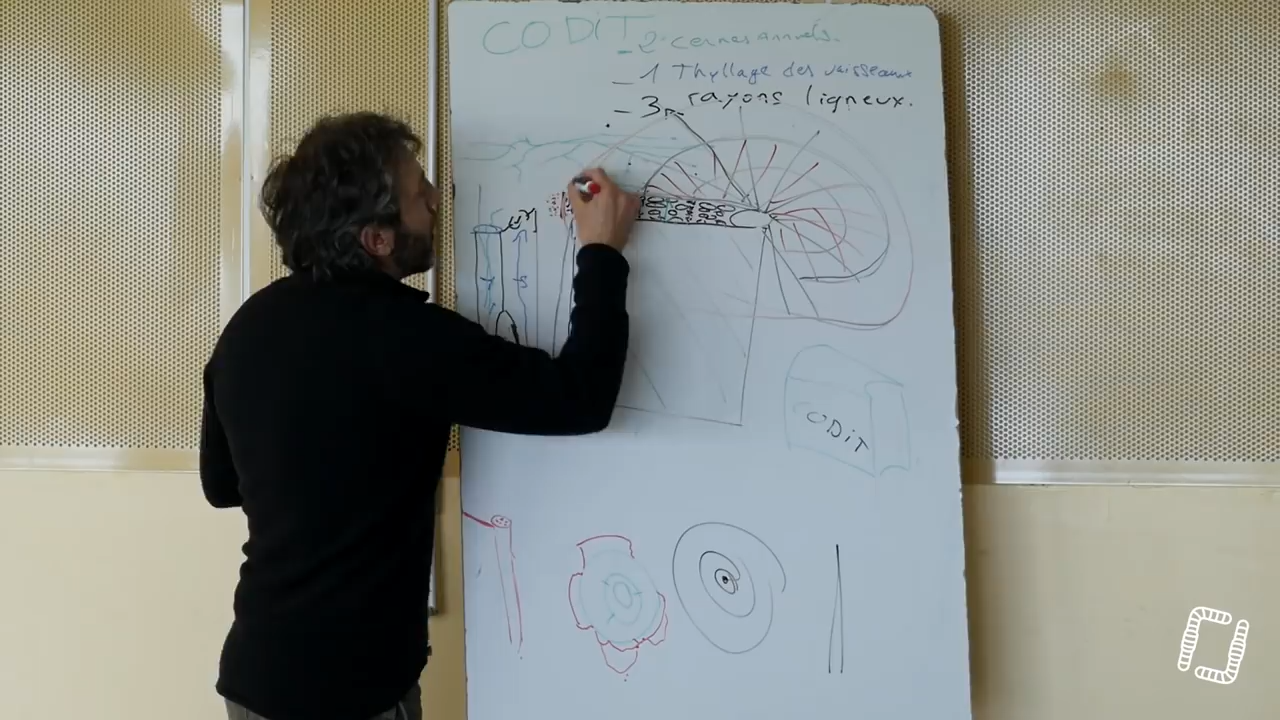 CODiT
- 2 cernes annuels.
- 1 Thyllage des vaisseaux
- 3 rayons ligneux.
CODiT